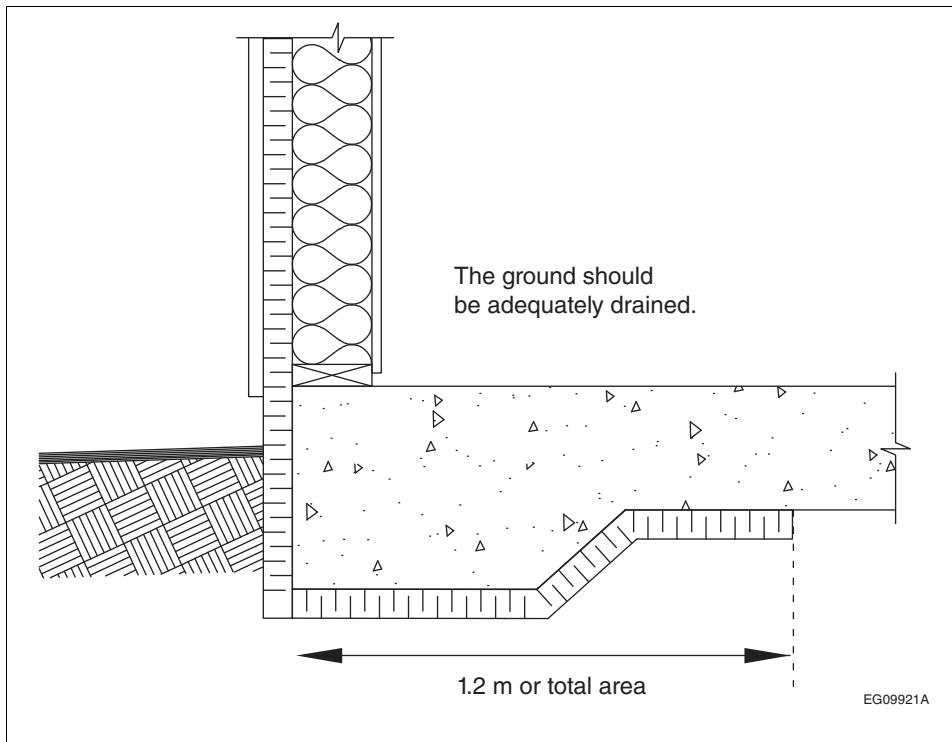 The ground should
be adequately drained.
1.2 m or total area
EG09921A